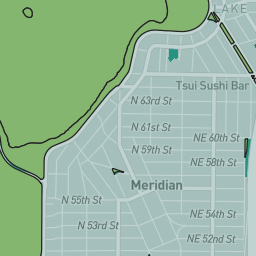 LAKE
Tsui Sushi Bar
N 63rd St
N 61st St
NE 60th St
N 59th St
NE 58th St
Meridian
N 55th St
NE 54th St
N 53rd St
NE 52nd St